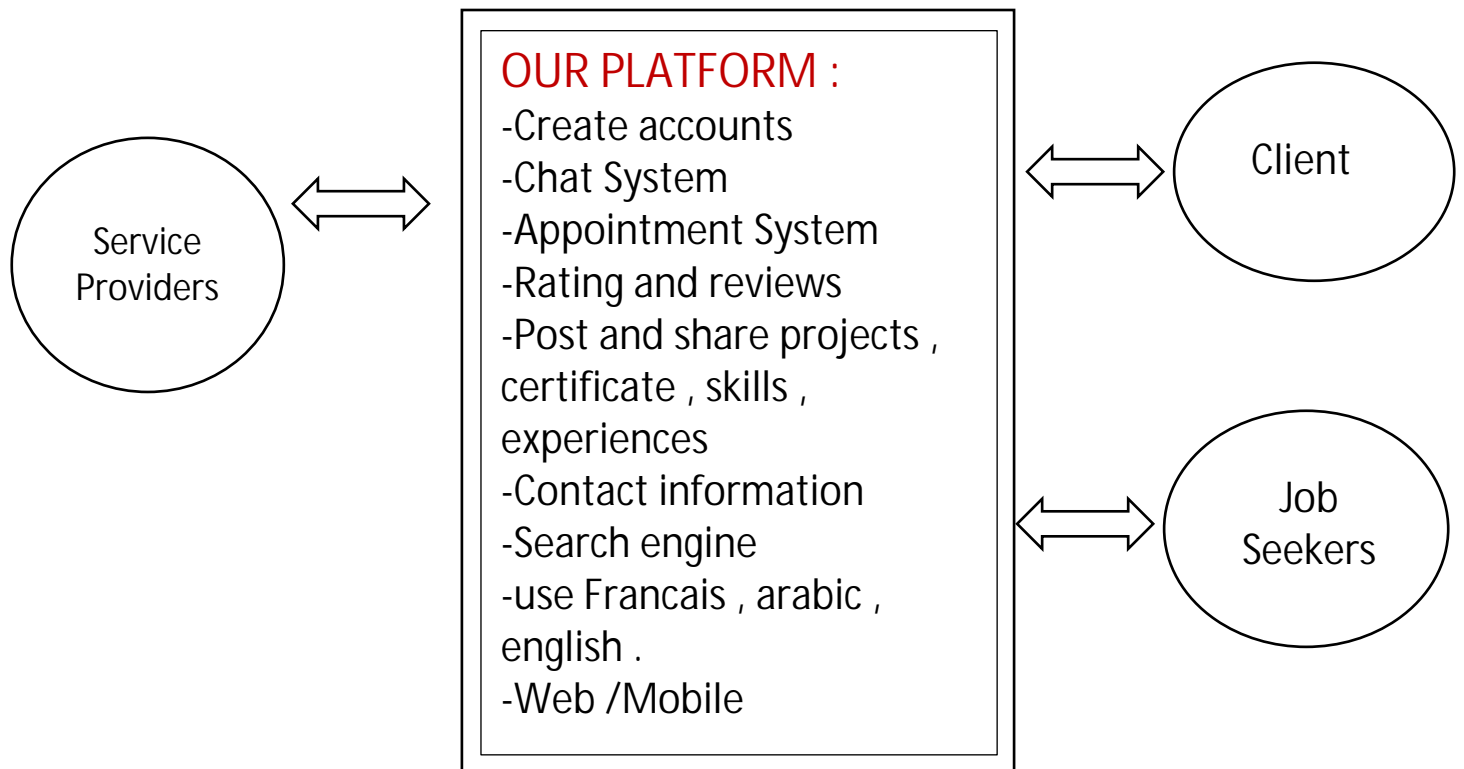 OUR PLATFORM :
-Create accounts
-Chat System
-Appointment System
-Rating and reviews
-Post and share projects ,
certificate , skills ,
experiences
-Contact information
-Search engine
-use Francais , arabic ,
english .
-Web /Mobile
Service
Providers
Client
Job
Seekers